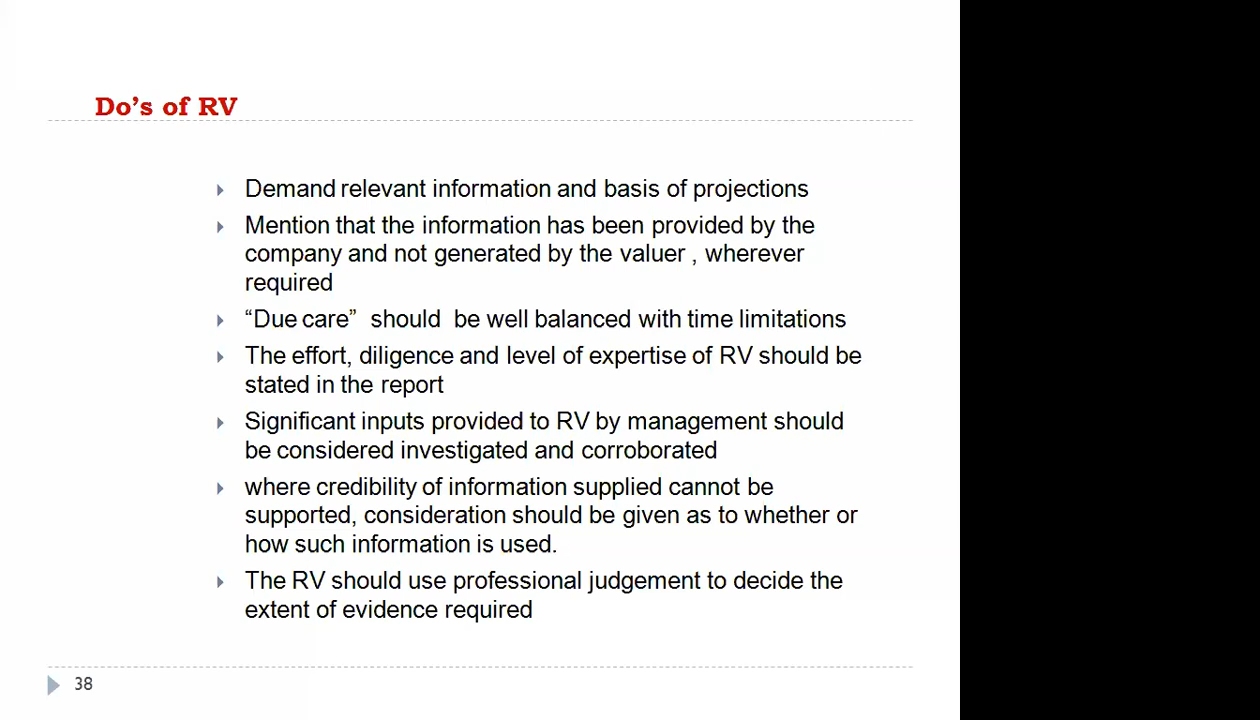 Do’s of RV
Demand relevant information and basis of projections
Mention that the information has been provided by the
company and not generated by the valuer , wherever
required
“Due care” should be well balanced with time limitations
The effort, diligence and level of expertise of RV should be
stated in the report
Significant inputs provided to RV by management should
be considered investigated and corroborated
where credibility of information supplied cannot be
supported, consideration should be given as to whether or
how such information is used.
The RV should use professional judgement to decide the
extent of evidence required
38